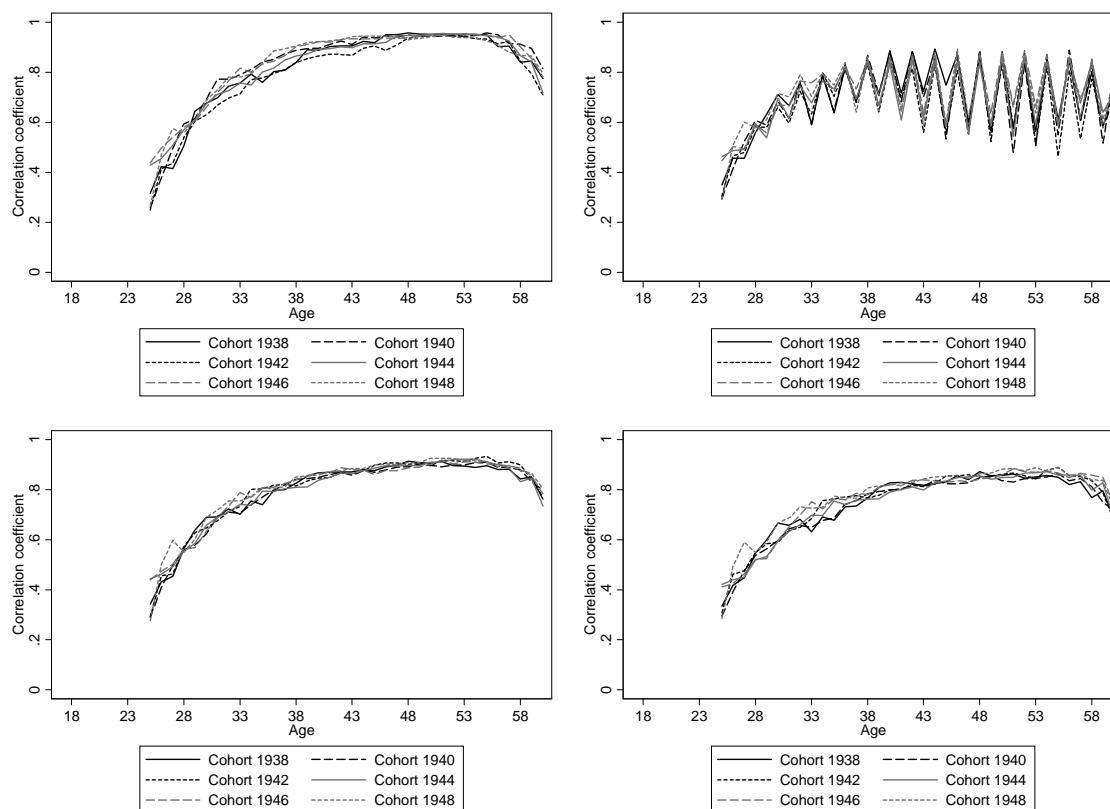 Correlation coefficient
0 .2 .4 .6 .8 1
18 23 28 33 38 43 48 53 58
Age
Cohort 1938 Cohort 1940
Cohort 1942 Cohort 1944
Cohort 1946 Cohort 1948
Correlation coefficient
0 .2 .4 .6 .8 1
18 23 28 33 38 43 48 53 58
Age
Cohort 1938 Cohort 1940
Cohort 1942 Cohort 1944
Cohort 1946 Cohort 1948
Correlation coefficient
0 .2 .4 .6 .8 1
18 23 28 33 38 43 48 53 58
Age
Cohort 1938 Cohort 1940
Cohort 1942 Cohort 1944
Cohort 1946 Cohort 1948
Correlation coefficient
0 .2 .4 .6 .8 1
18 23 28 33 38 43 48 53 58
Age
Cohort 1938 Cohort 1940
Cohort 1942 Cohort 1944
Cohort 1946 Cohort 1948